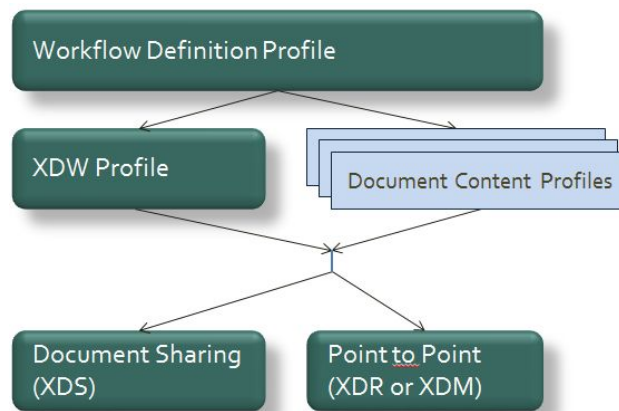 Workflow Definition Profile
XDW Profile
Document Content Profiles
Document Sharing
(XDS)
Point to Point
(XDR or XDM)